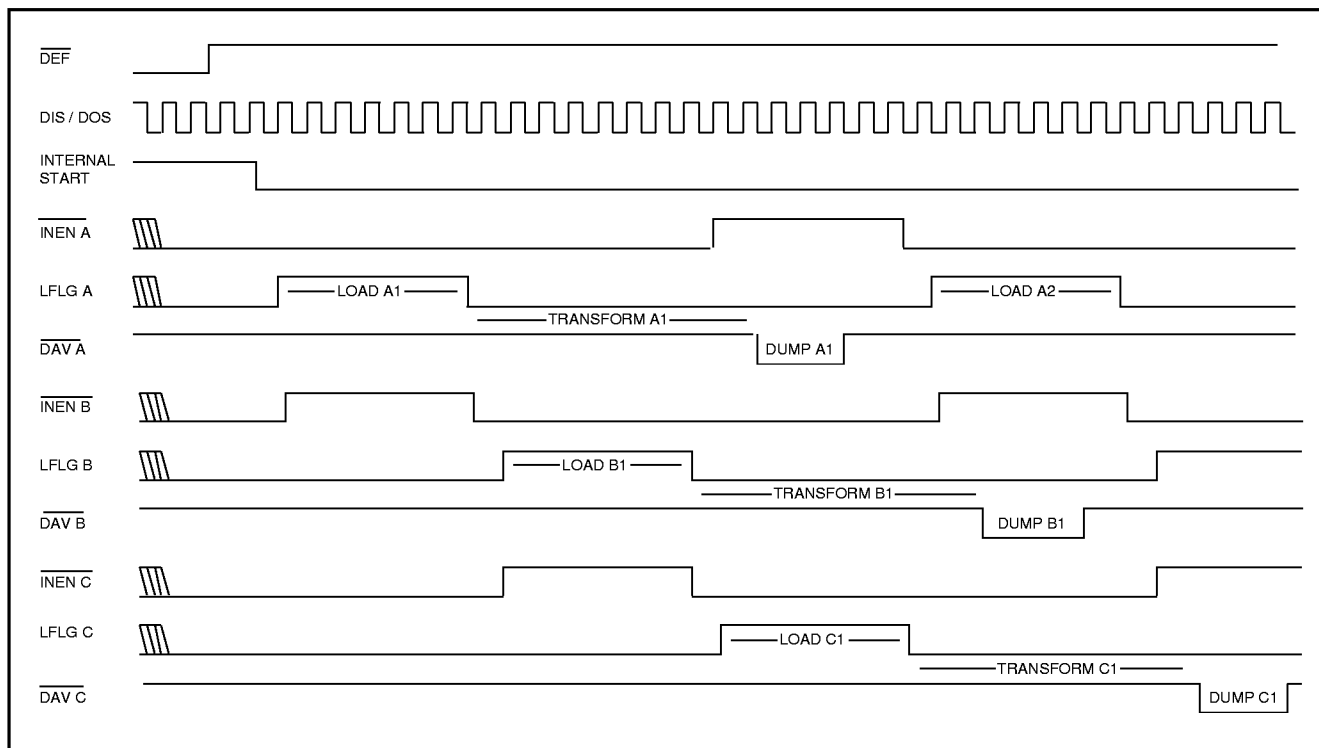 DEF
DIS / DOS
INTERNAL
START
INEN A
LFLG A
LOAD A1
LOAD A2
TRANSFORM A1
DAV A
DUMP A1
INEN B
LFLG B
LOAD B1
TRANSFORM B1
DAV B
DUMP B1
INEN C
LFLG C
LOAD C1
TRANSFORM C1
DAV C
DUMP C1